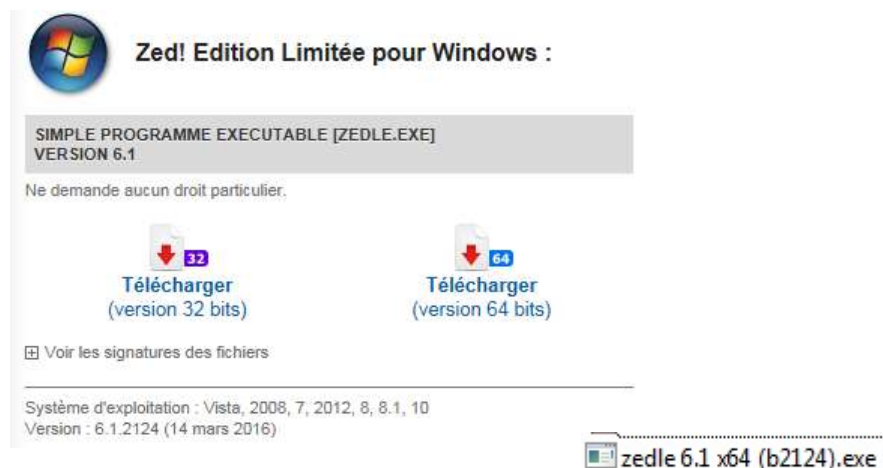 Zed! Edition Limitée pour Windows :
SIMPLE PROGRAMME EXECUTABLE [ZEDLE.EXE]
VERSION 6.1
Ne demande aucun droit particulier.
32
64
Télécharger
(version 32 bits)
Télécharger
(version 64 bits)
Voir les signatures des fichiers
Système d'exploitation : Vista, 2008, 7, 2012, 8, 8.1, 10
Version : 6.1.2124 (14 mars 2016)
zedle 6.1 x64 (b2124).exe